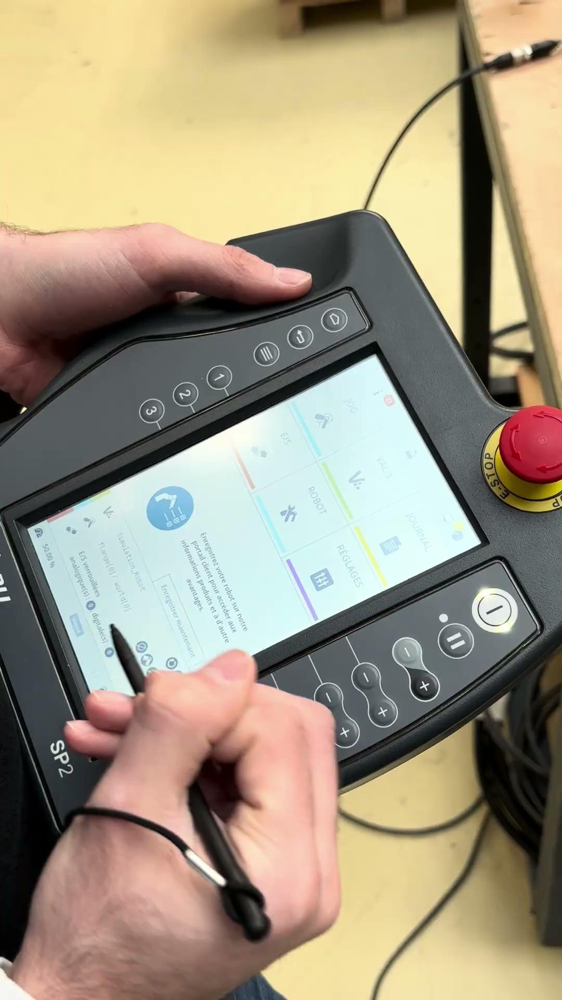 i
23
JOG
VAL 3
JOURNAL
E/S
ROBOT
RÉGLAGES
Enregistrez votre robot sur notre
portail client pour accéder aux
informations produits et à d'autre
avantages.
Enregistrer maintenant
Simulation_Robot
flange[0]/world[0]
E/S verrouillées
analogique(s): 0 digitale(s): 0
50.00 %
1
2
3
E-STOP
SP2